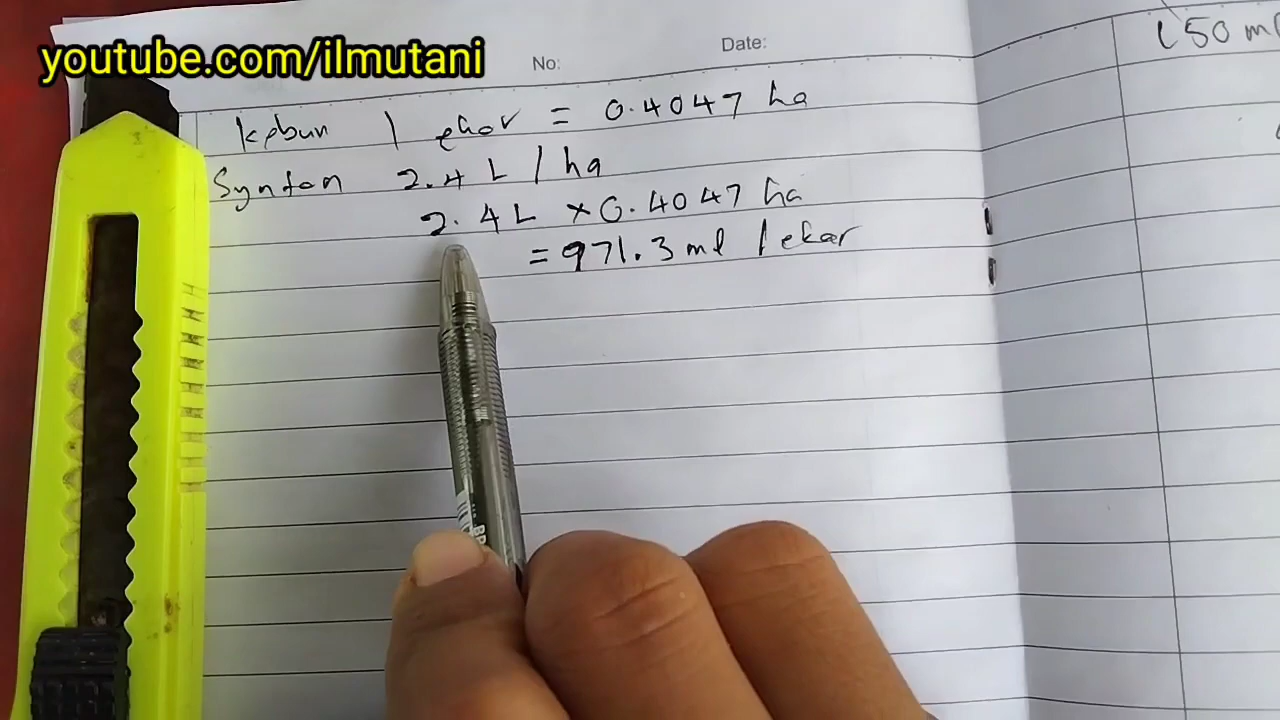 youtube.com/ilmutani
No:
Date:
kebun 1 ekar = 0.4047 ha
Synton 2.4 L / ha
2.4 L × 0.4047 ha
= 971.3 ml / ekar
150 ml